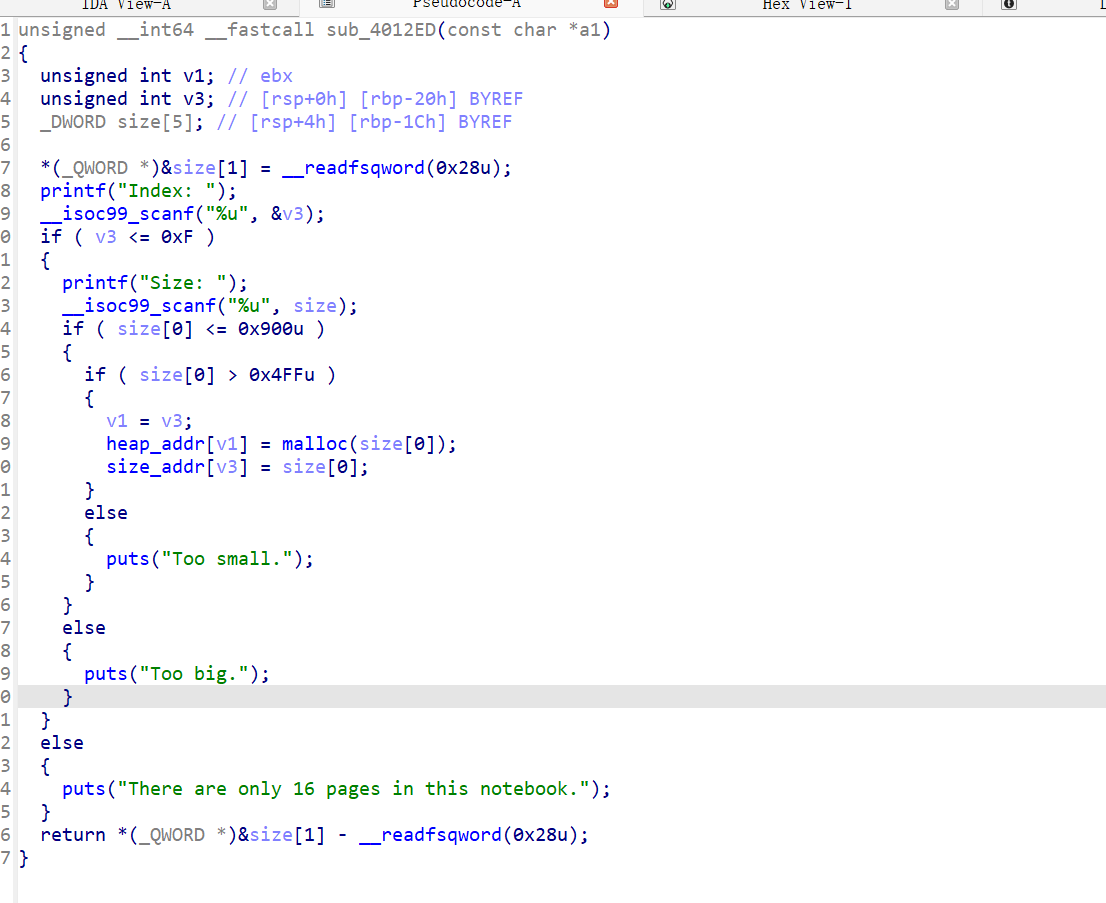 IDA View-A Pseudocode-A Hex View-1
1 unsigned __int64 __fastcall sub_4012ED(const char *a1)
2 {
3 unsigned int v1; // ebx
4 unsigned int v3; // [rsp+0h] [rbp-20h] BYREF
5 _DWORD size[5]; // [rsp+4h] [rbp-1Ch] BYREF
6
7 *(_QWORD *)&size[1] = __readfsqword(0x28u);
8 printf("Index: ");
9 __isoc99_scanf("%u", &v3);
0 if ( v3 <= 0xF )
1 {
2 printf("Size: ");
3 __isoc99_scanf("%u", size);
4 if ( size[0] <= 0x900u )
5 {
6 if ( size[0] > 0x4FFu )
7 {
8 v1 = v3;
9 heap_addr[v1] = malloc(size[0]);
0 size_addr[v3] = size[0];
1 }
2 else
3 {
4 puts("Too small.");
5 }
6 }
7 else
8 {
9 puts("Too big.");
0 }
1 }
2 else
3 {
4 puts("There are only 16 pages in this notebook.");
5 }
6 return *(_QWORD *)&size[1] - __readfsqword(0x28u);
7 }